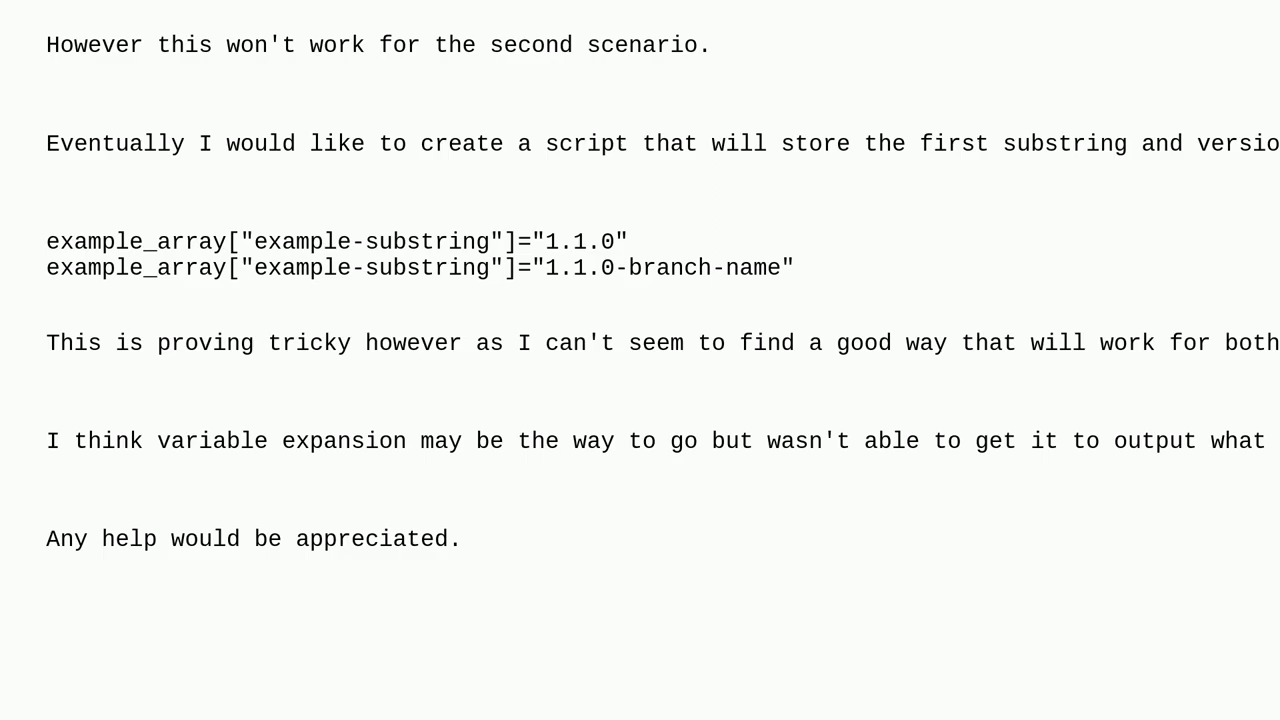 However this won't work for the second scenario.
Eventually I would like to create a script that will store the first substring and versio
example_array["example-substring"]="1.1.0"
example_array["example-substring"]="1.1.0-branch-name"
This is proving tricky however as I can't seem to find a good way that will work for both
I think variable expansion may be the way to go but wasn't able to get it to output what
Any help would be appreciated.